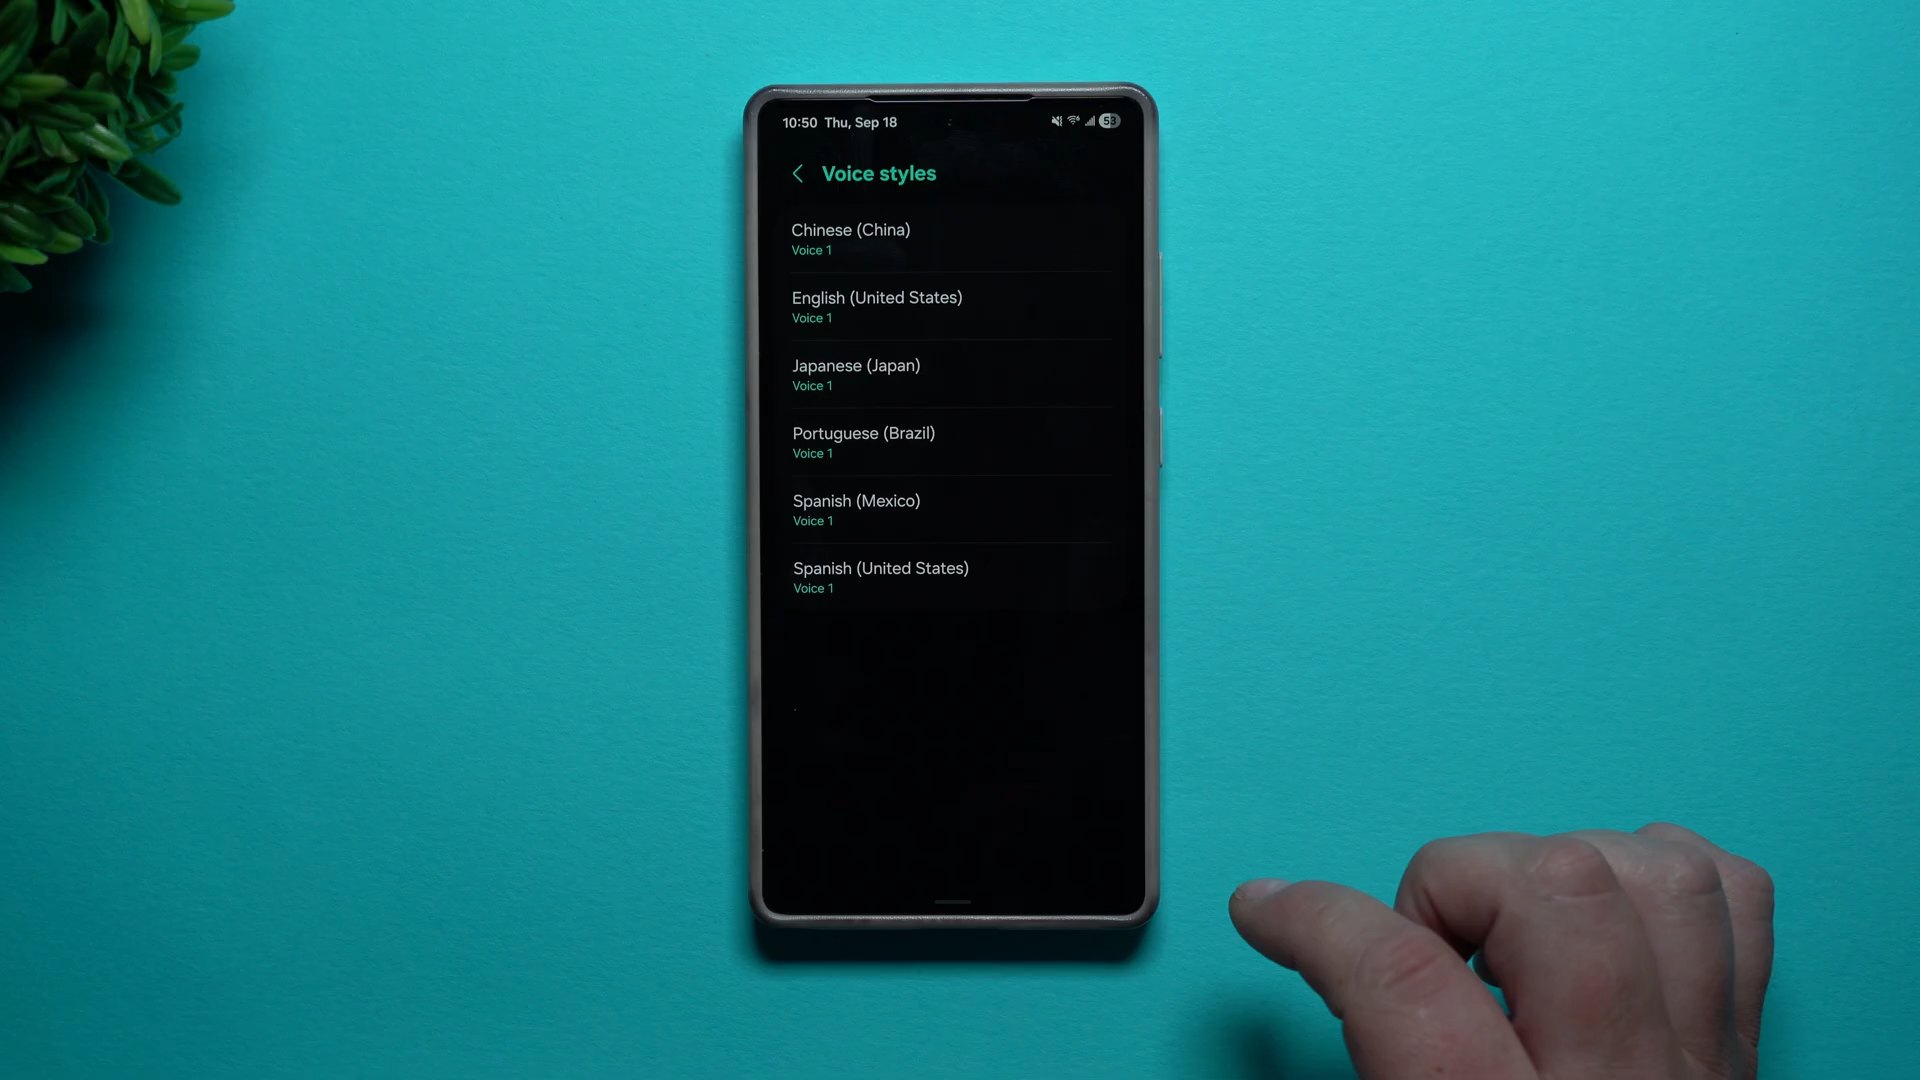 10:50 Thu, Sep 18
53
Voice styles
Chinese (China)
Voice 1
English (United States)
Voice 1
Japanese (Japan)
Voice 1
Portuguese (Brazil)
Voice 1
Spanish (Mexico)
Voice 1
Spanish (United States)
Voice 1